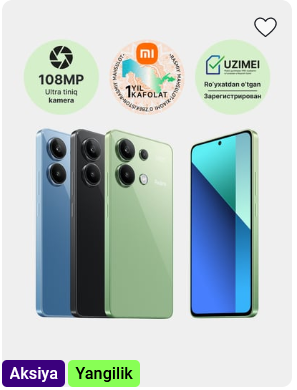 108MP
Ultra tiniq
kamera
1 YIL
KAFOLAT
UZIMEI
Ro'yxatdan o'tgan
Зарегистрирован
Aksiya
Yangilik